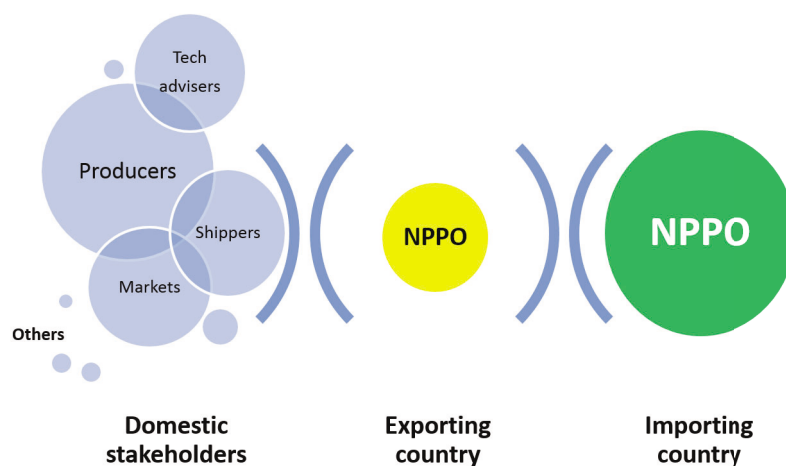 Tech
advisers
Producers
Shippers
Markets
Others
NPPO
NPPO
Domestic
stakeholders
Exporting
country
Importing
country